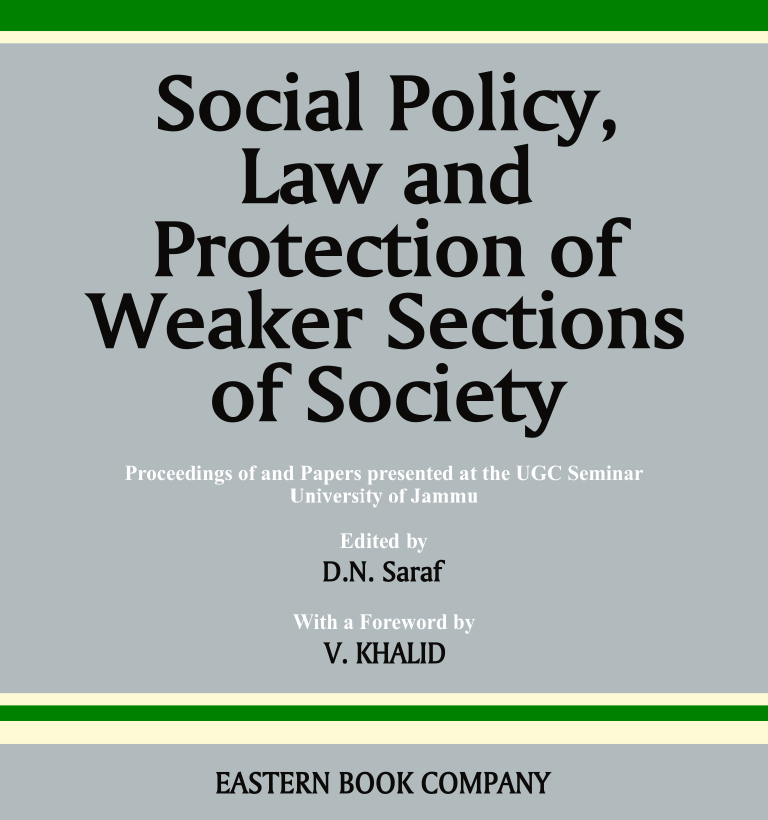 Social Policy,
Law and
Protection of
Weaker Sections
of Society
Proceedings of and Papers presented at the UGC Seminar
University of Jammu
Edited by
D.N. Saraf
With a Foreword by
V. KHALID
EASTERN BOOK COMPANY